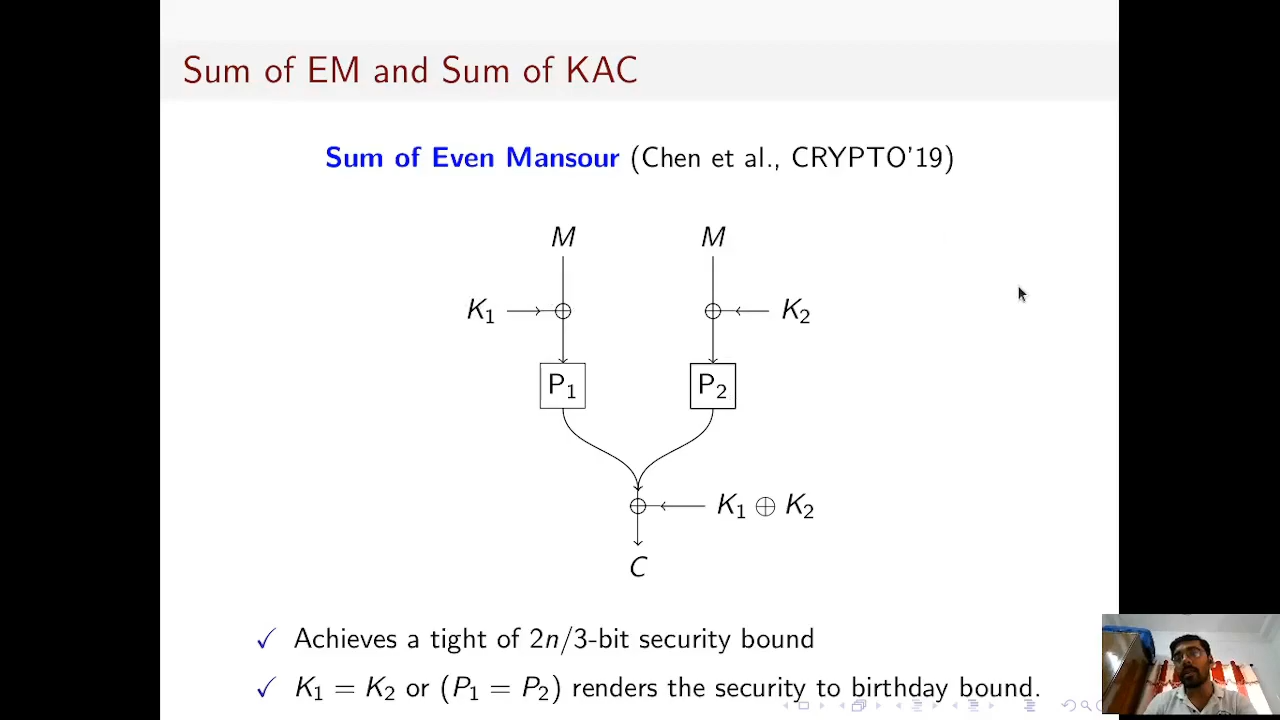 Sum of EM and Sum of KAC
Sum of Even Mansour (Chen et al., CRYPTO'19)
M M
K₁ K₂
P₁ P₂
K₁ ⊕ K₂
C
✓ Achieves a tight of 2n/3-bit security bound
✓ K₁ = K₂ or (P₁ = P₂) renders the security to birthday bound.